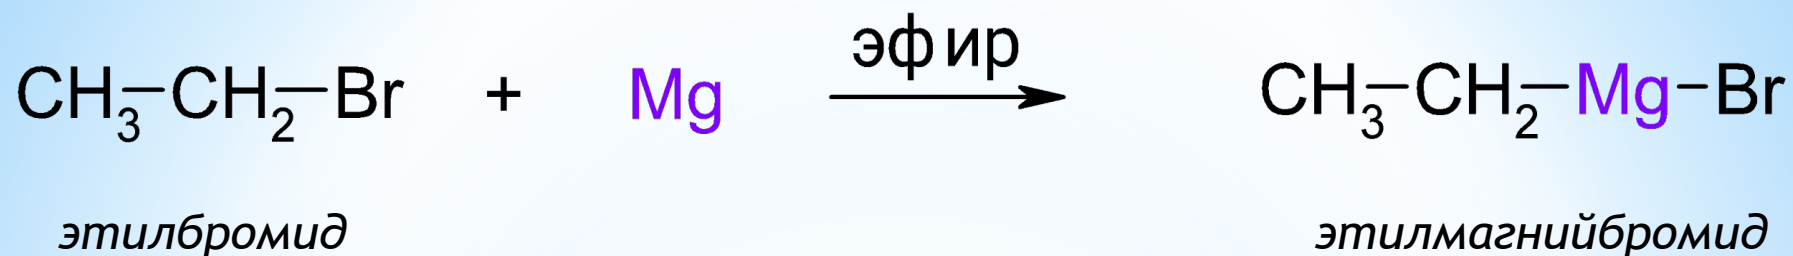 эфир
CH₃–CH₂–Br + Mg → CH₃–CH₂–Mg–Br
этилбромид этилмагнийбромид